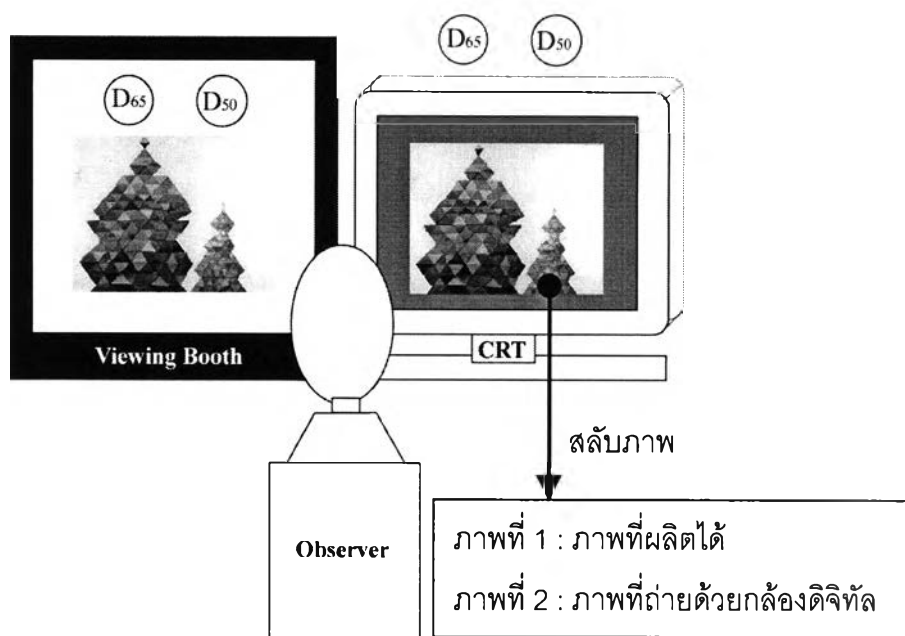 D65 D50
D65 D50
Viewing Booth
CRT
สลับภาพ
Observer
ภาพที่ 1 : ภาพที่ผลิตได้
ภาพที่ 2 : ภาพที่ถ่ายด้วยกล้องดิจิทัล